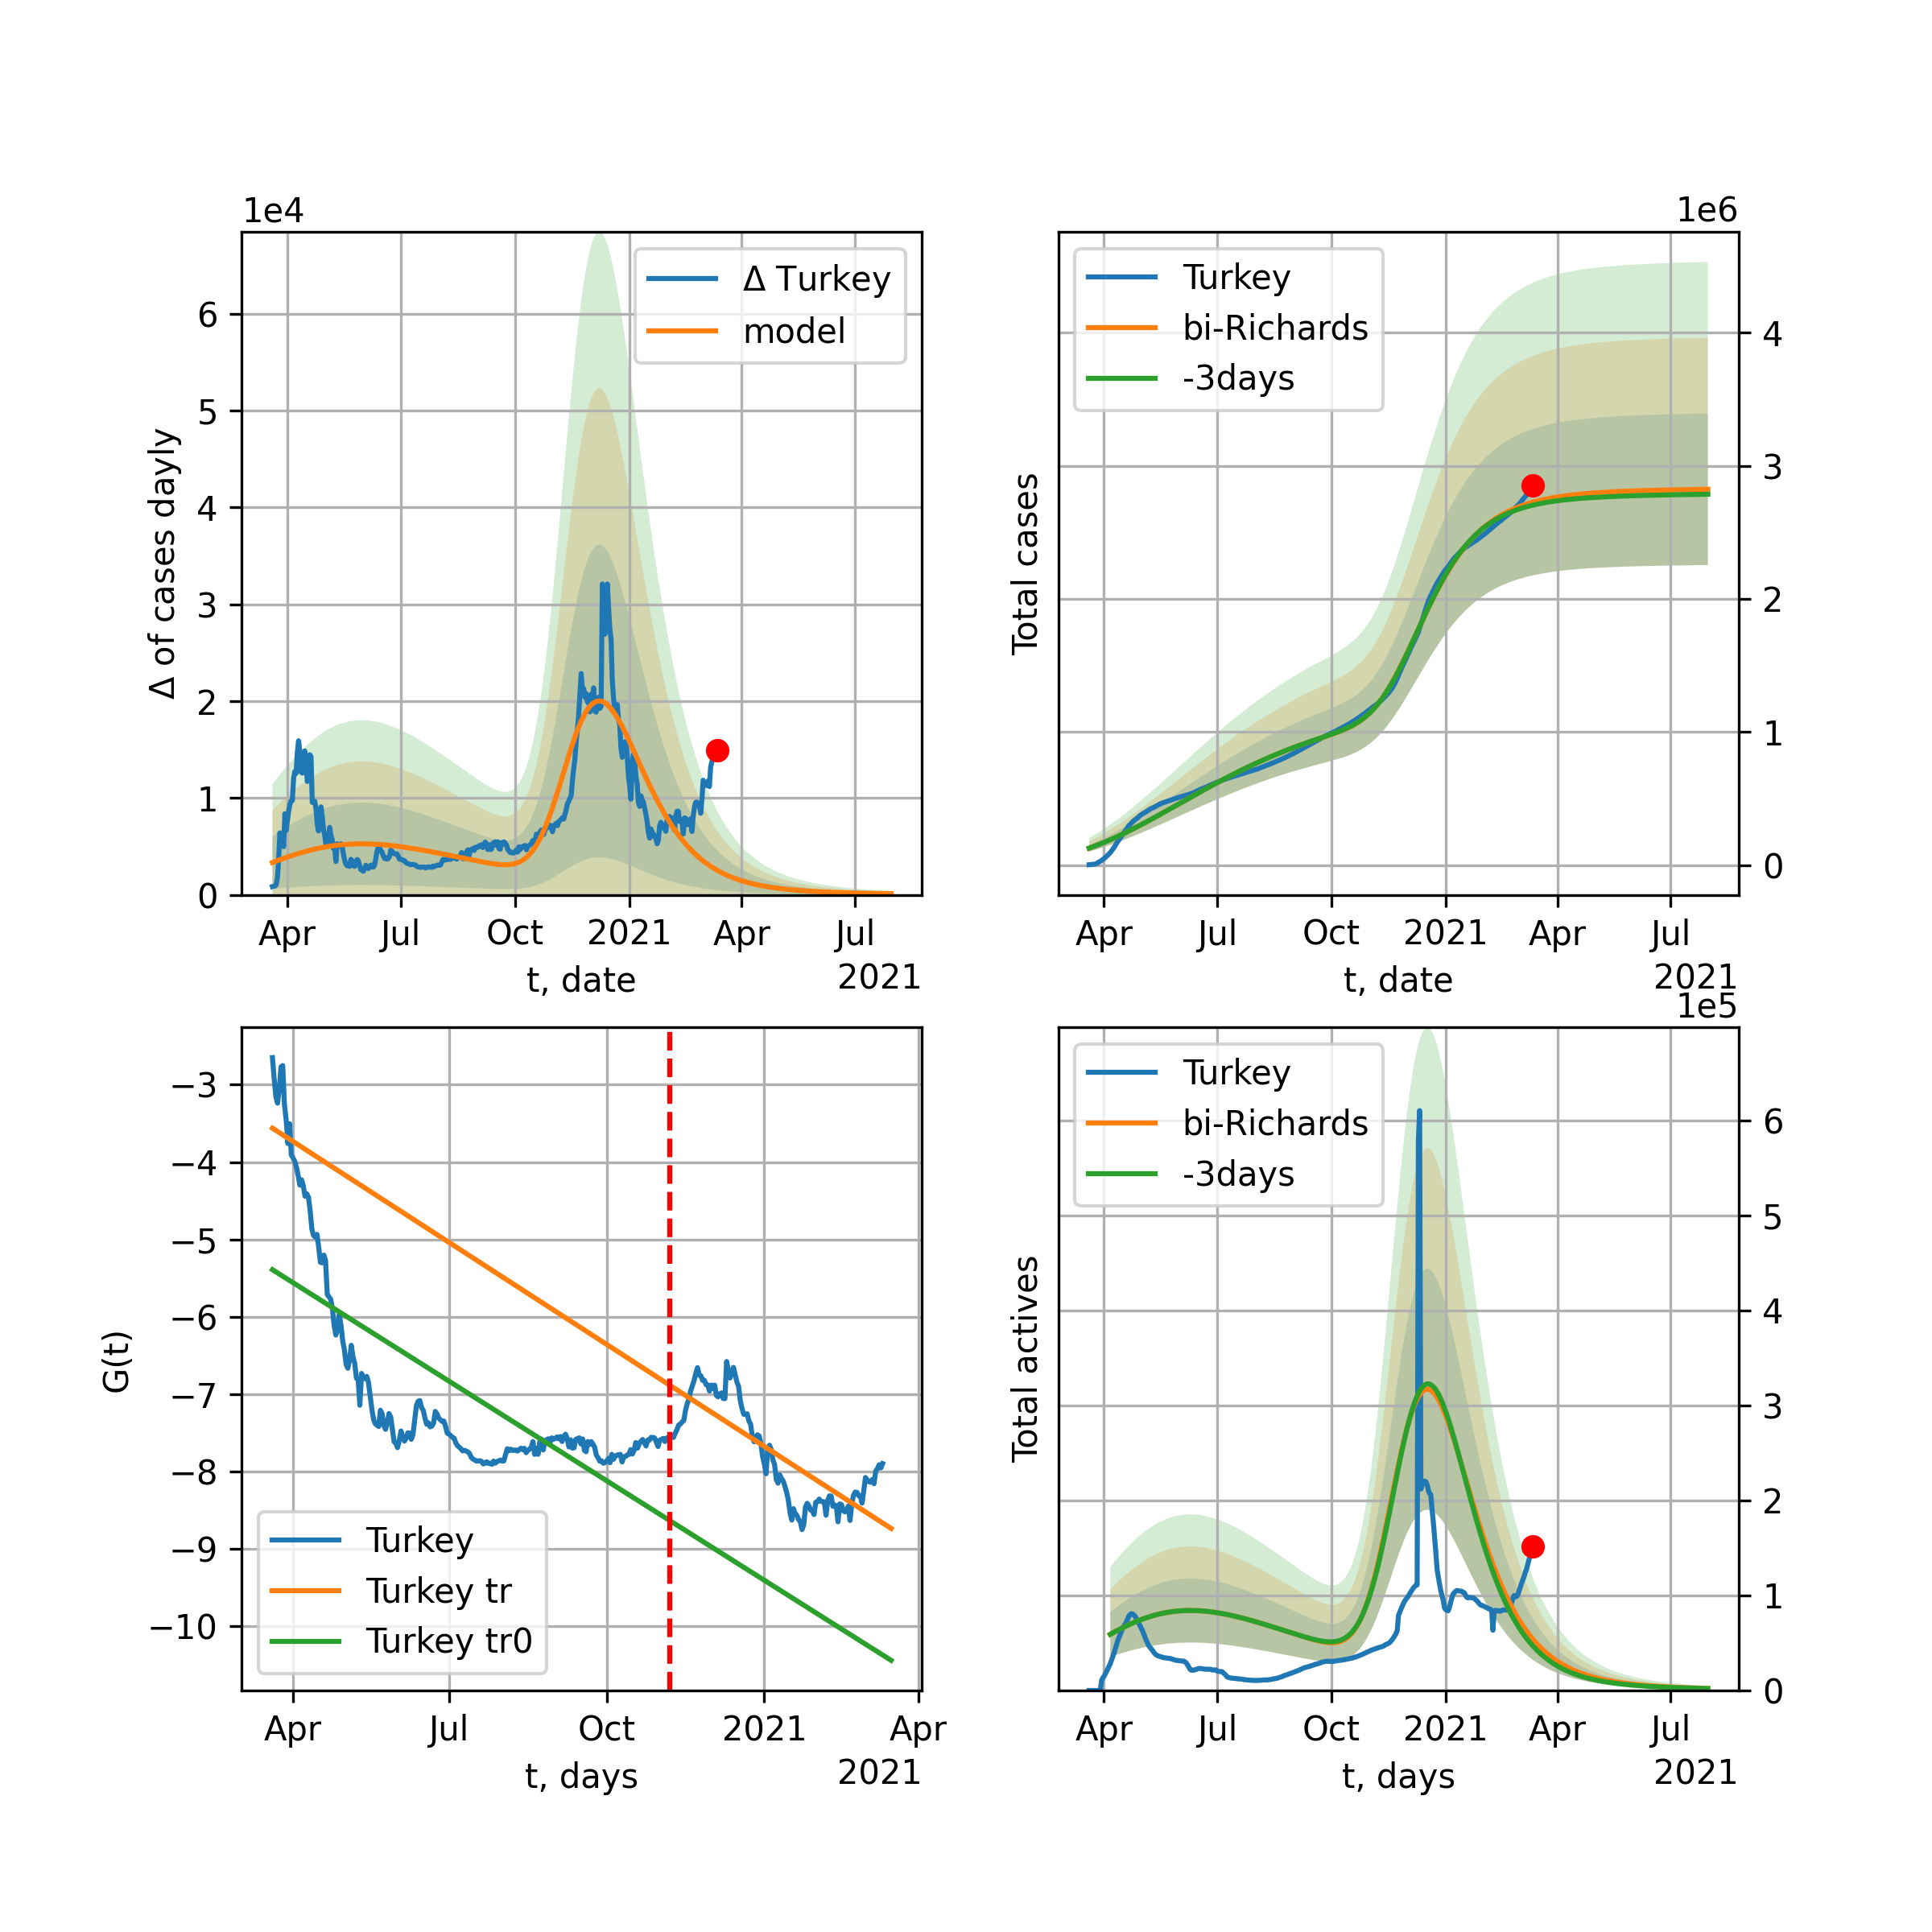 1e4
Δ of cases dayly
6
5
4
3
2
1
0
Δ Turkey
model
Apr
Jul
Oct
2021
Apr
Jul
t, date
2021
1e6
Total cases
Turkey
bi-Richards
-3days
4
3
2
1
0
Apr
Jul
Oct
2021
Apr
Jul
t, date
2021
G(t)
−3
−4
−5
−6
−7
−8
−9
−10
Turkey
Turkey tr
Turkey tr0
Apr
Jul
Oct
2021
Apr
t, days
2021
1e5
Total actives
Turkey
bi-Richards
-3days
6
5
4
3
2
1
0
Apr
Jul
Oct
2021
Apr
Jul
t, days
2021